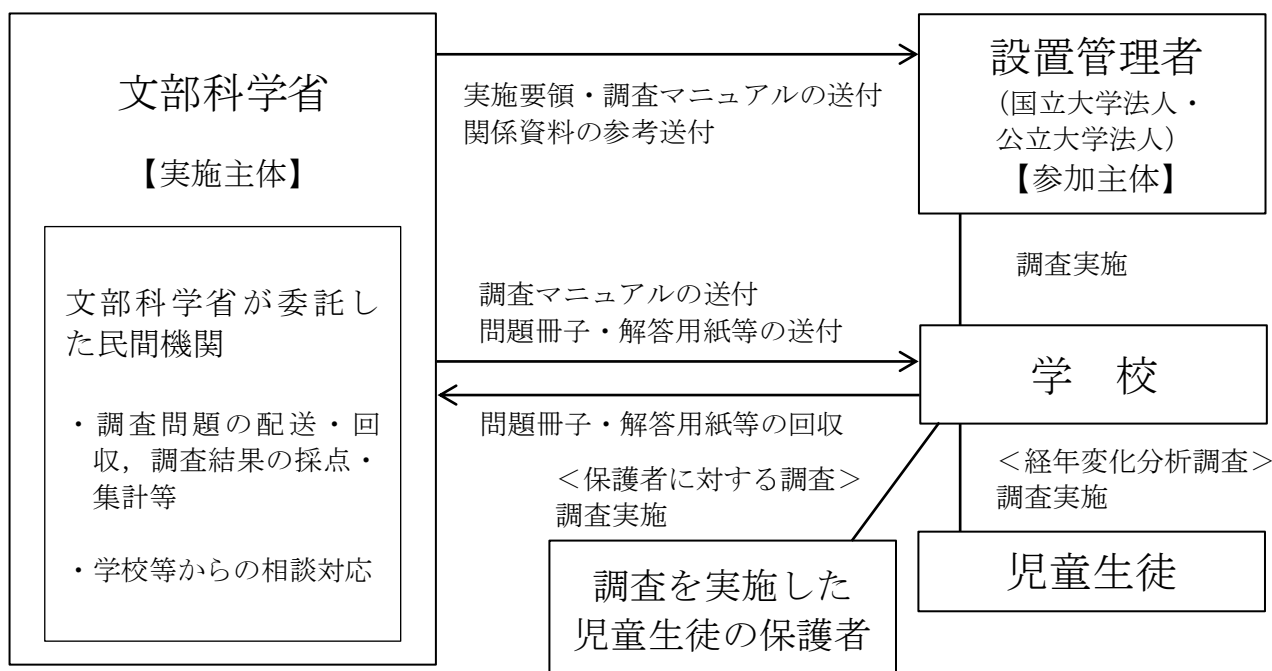 文部科学省
【実施主体】
文部科学省が委託し
た民間機関
・調査問題の配送・回
収,調査結果の採点・
集計等
・学校等からの相談対応
実施要領・調査マニュアルの送付
関係資料の参考送付
設置管理者
(国立大学法人・
公立大学法人)
【参加主体】
調査実施
調査マニュアルの送付
問題冊子・解答用紙等の送付
学 校
問題冊子・解答用紙等の回収
<保護者に対する調査>
調査実施
<経年変化分析調査>
調査実施
調査を実施した
児童生徒の保護者
児童生徒